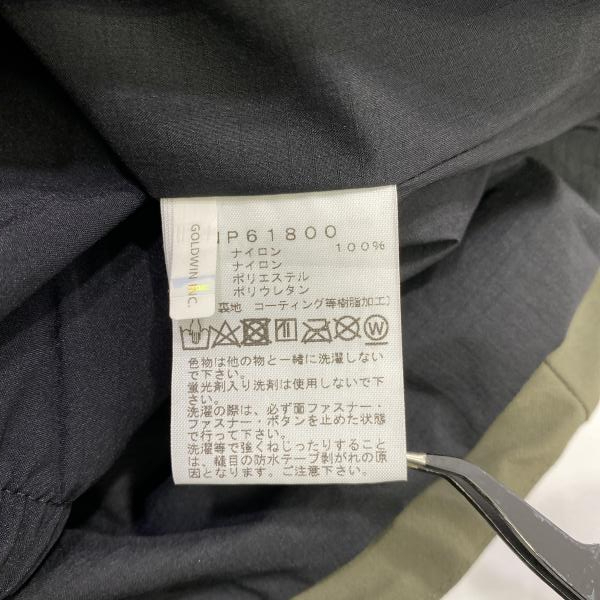 GOLDWIN INC.
NP61800
ナイロン 100%
ナイロン
ポリエステル
ポリウレタン
裏地 コーティング等樹脂加工)
色物は他の物と一緒に洗濯しない
で下さい。
蛍光剤入り洗剤は使用しないで下
さい。
洗濯の際は、必ず面ファスナー・
ファスナー・ボタンを止めた状態
で行って下さい。
洗濯等で強くねじったりすること
は、縫目の防水テープ剥がれの原
因となります。ご注意下さい。